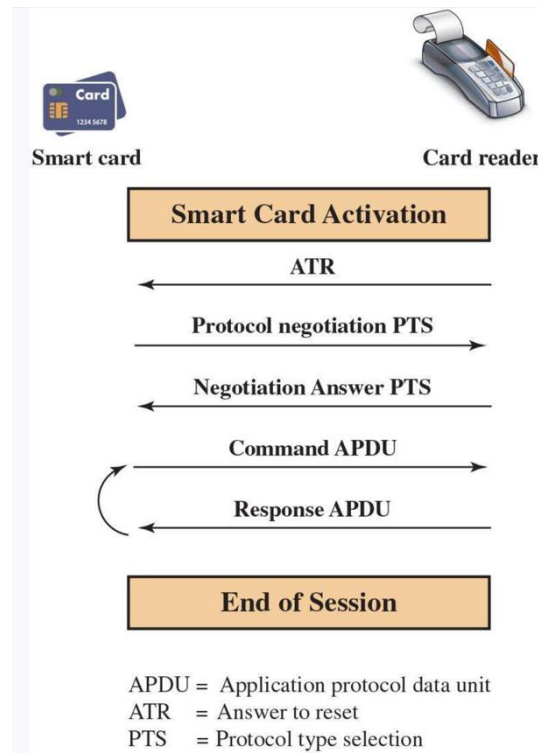 Card
1234 5678
Smart card
Card reader
Smart Card Activation
ATR
Protocol negotiation PTS
Negotiation Answer PTS
Command APDU
Response APDU
End of Session
APDU = Application protocol data unit
ATR = Answer to reset
PTS = Protocol type selection